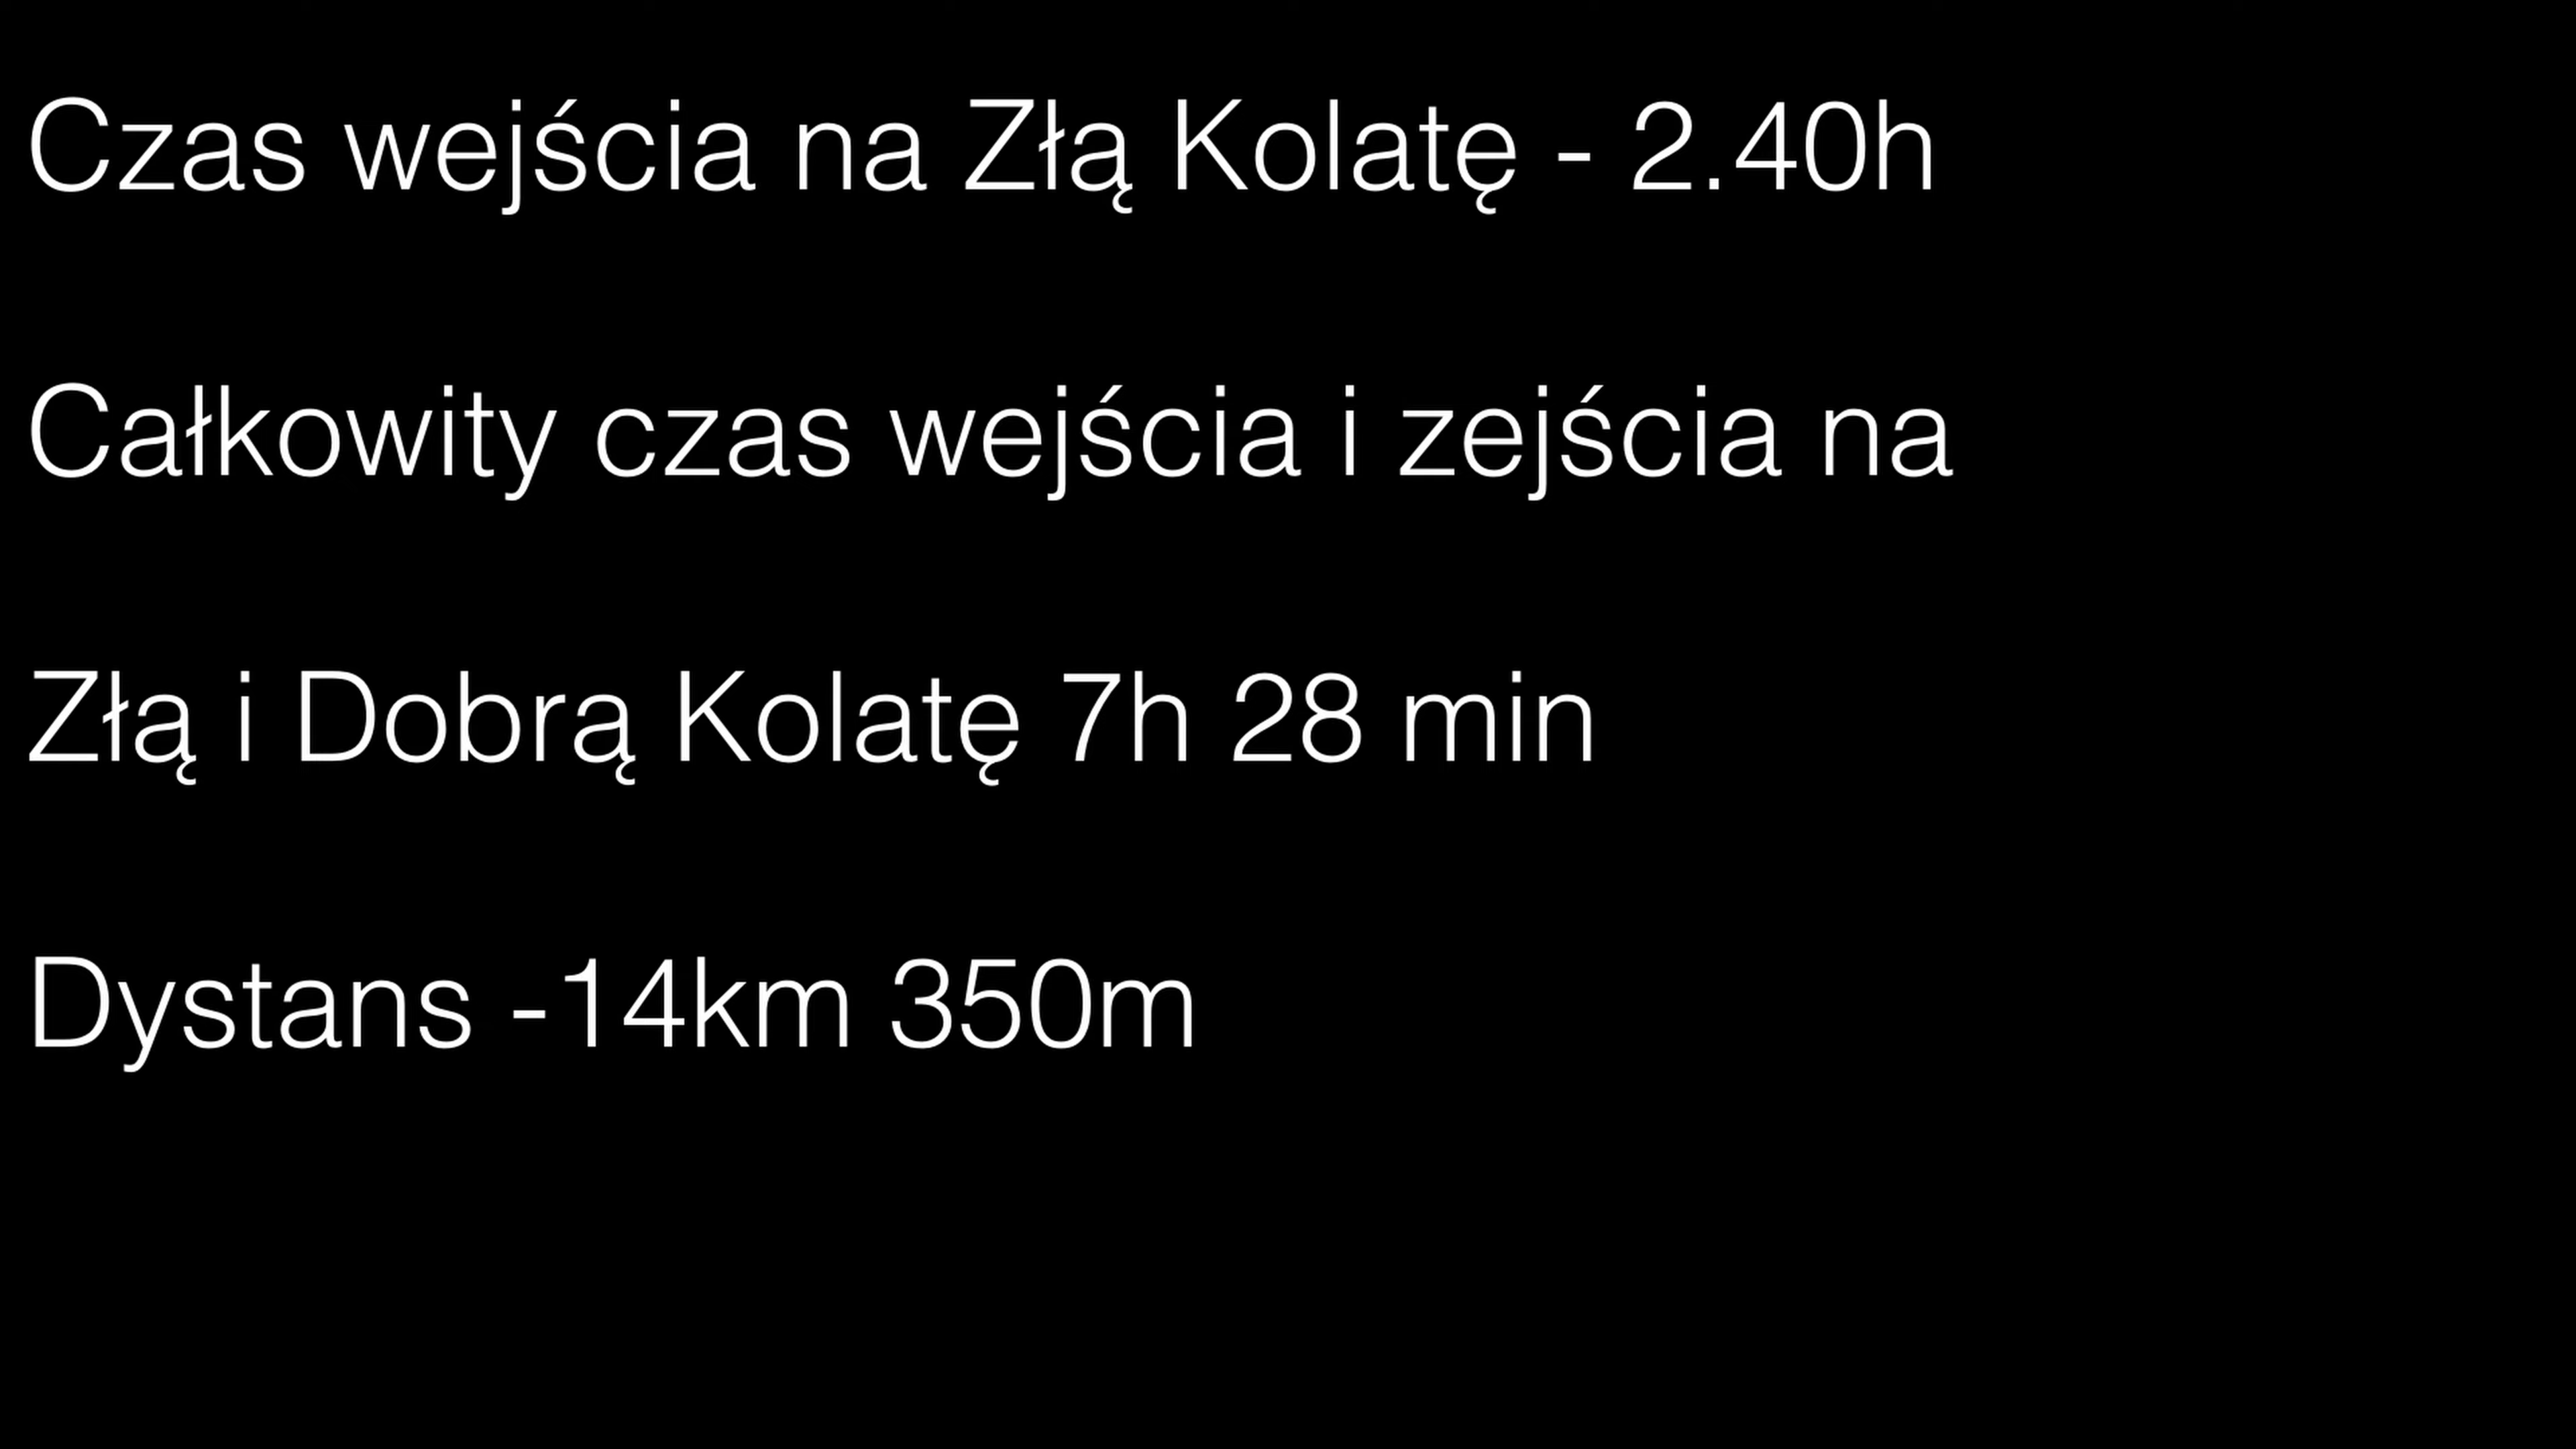 Czas wejścia na Złą Kolatę - 2.40h
Całkowity czas wejścia i zejścia na
Złą i Dobrą Kolatę 7h 28 min
Dystans -14km 350m